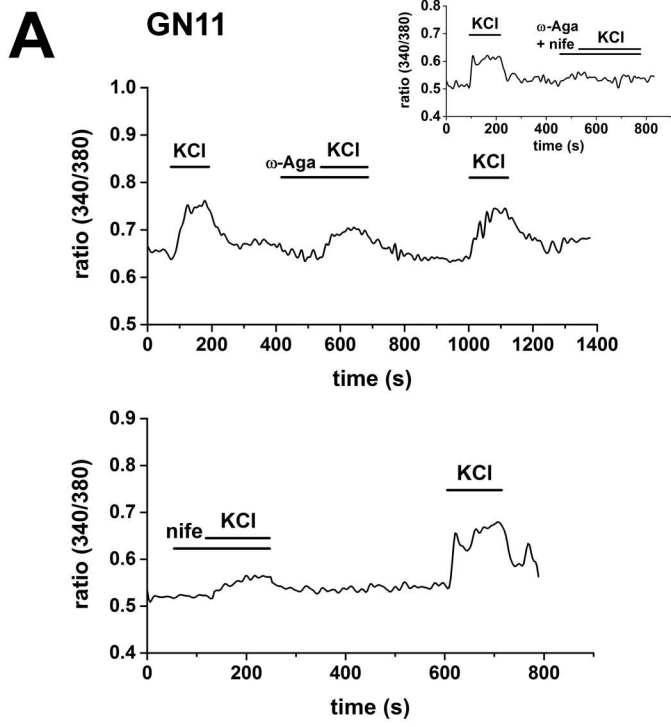 A
GN11
ratio (340/380)
0.8
0.7
0.6
0.5
0.4
KCl
ω-Aga
+ nife
KCl
0 200 400 600 800
time (s)
ratio (340/380)
1.0
0.9
0.8
0.7
0.6
0.5
KCl
ω-Aga
KCl
KCl
0 200 400 600 800 1000 1200 1400
time (s)
ratio (340/380)
0.9
0.8
0.7
0.6
0.5
0.4
nife
KCl
KCl
0 200 400 600 800
time (s)